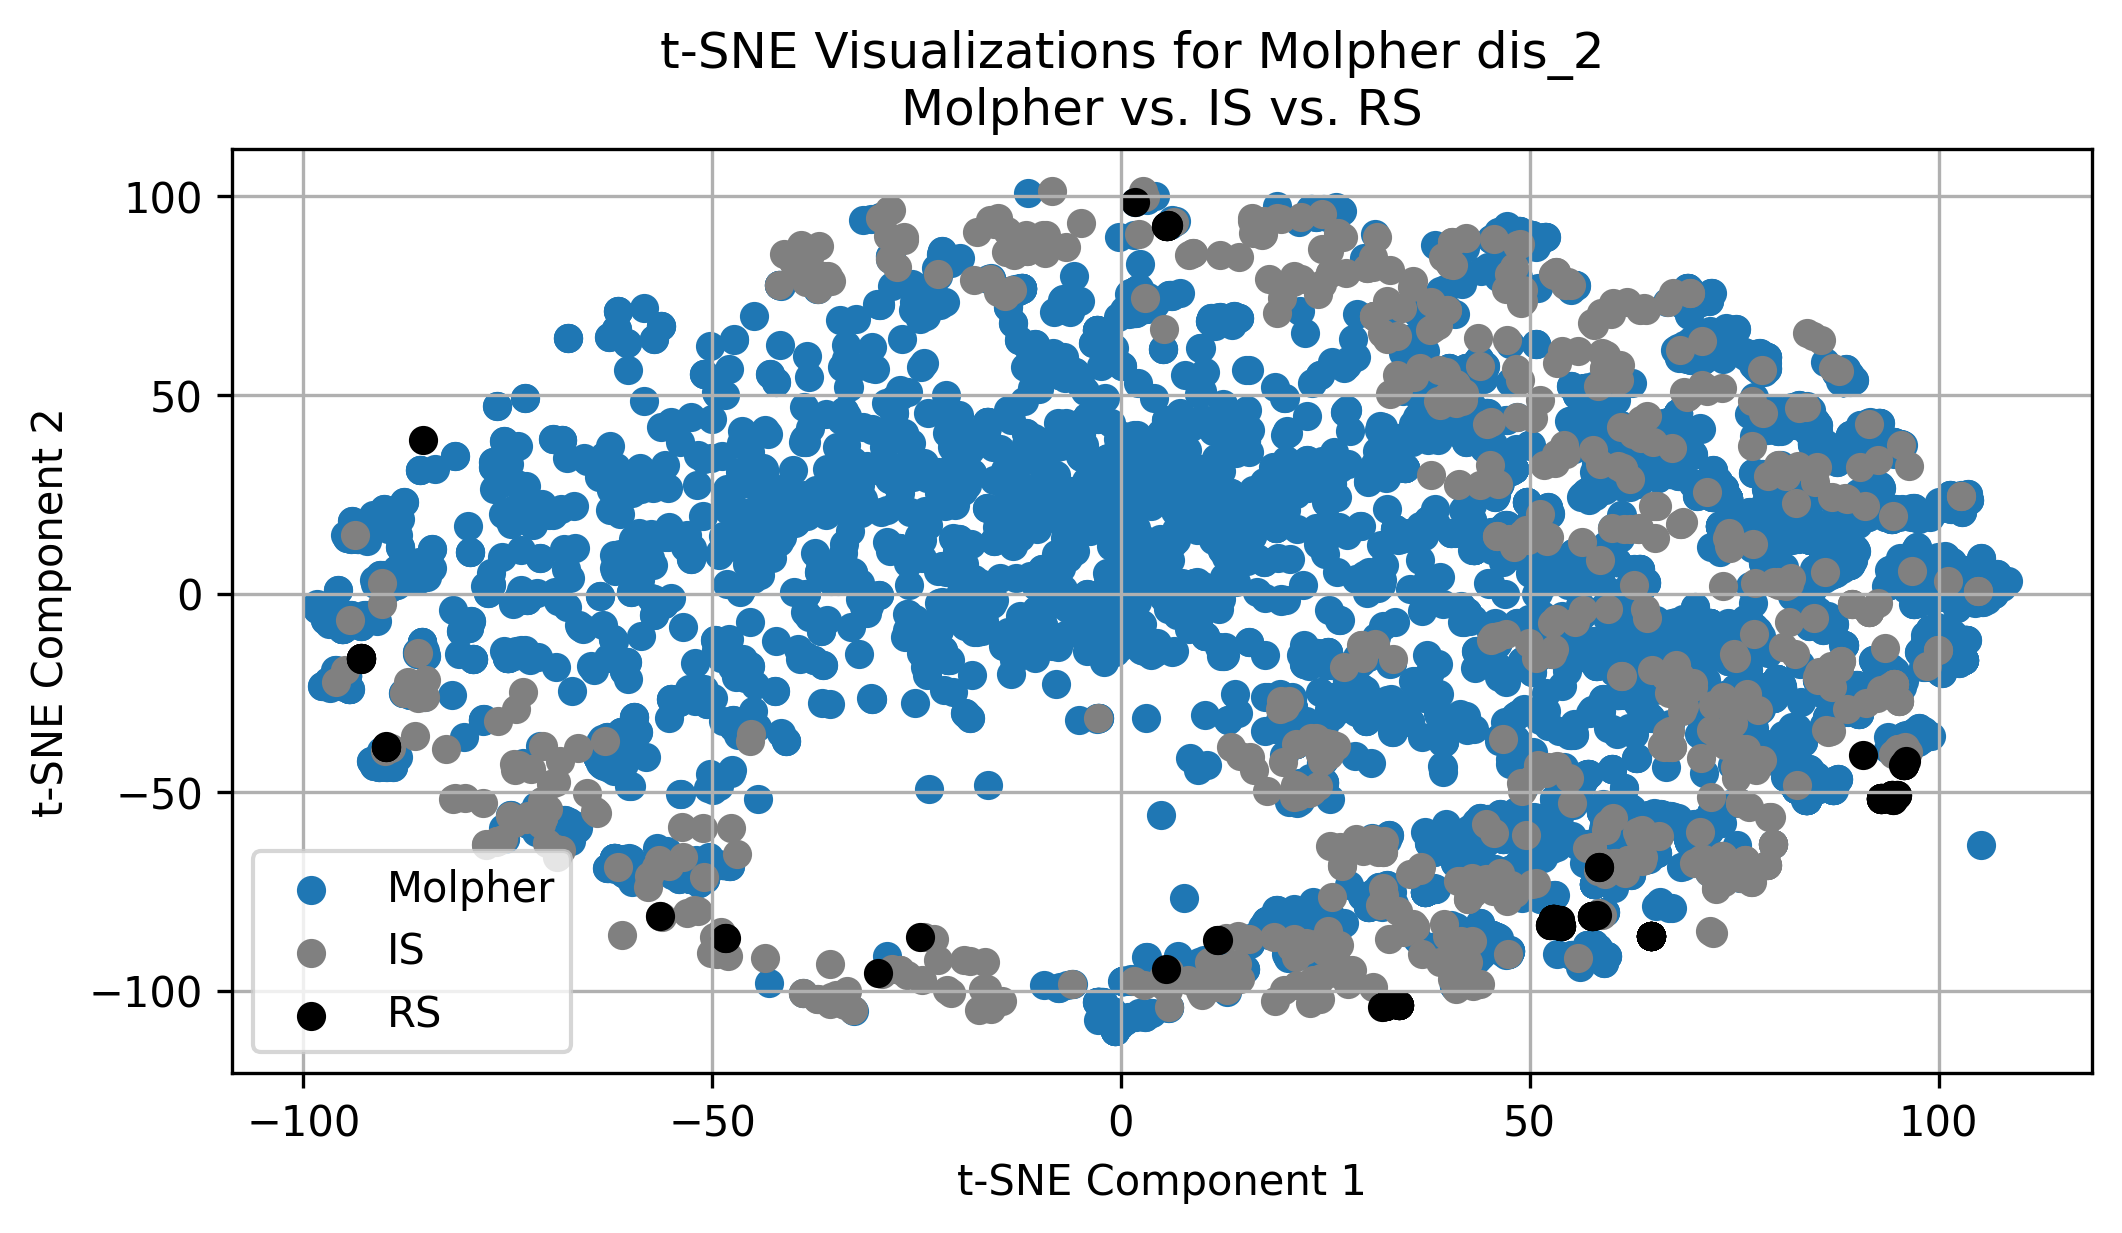 t-SNE Visualizations for Molpher dis_2
Molpher vs. IS vs. RS
t-SNE Component 2
100
50
0
−50
−100
Molpher
IS
RS
−100
−50
0
50
100
t-SNE Component 1